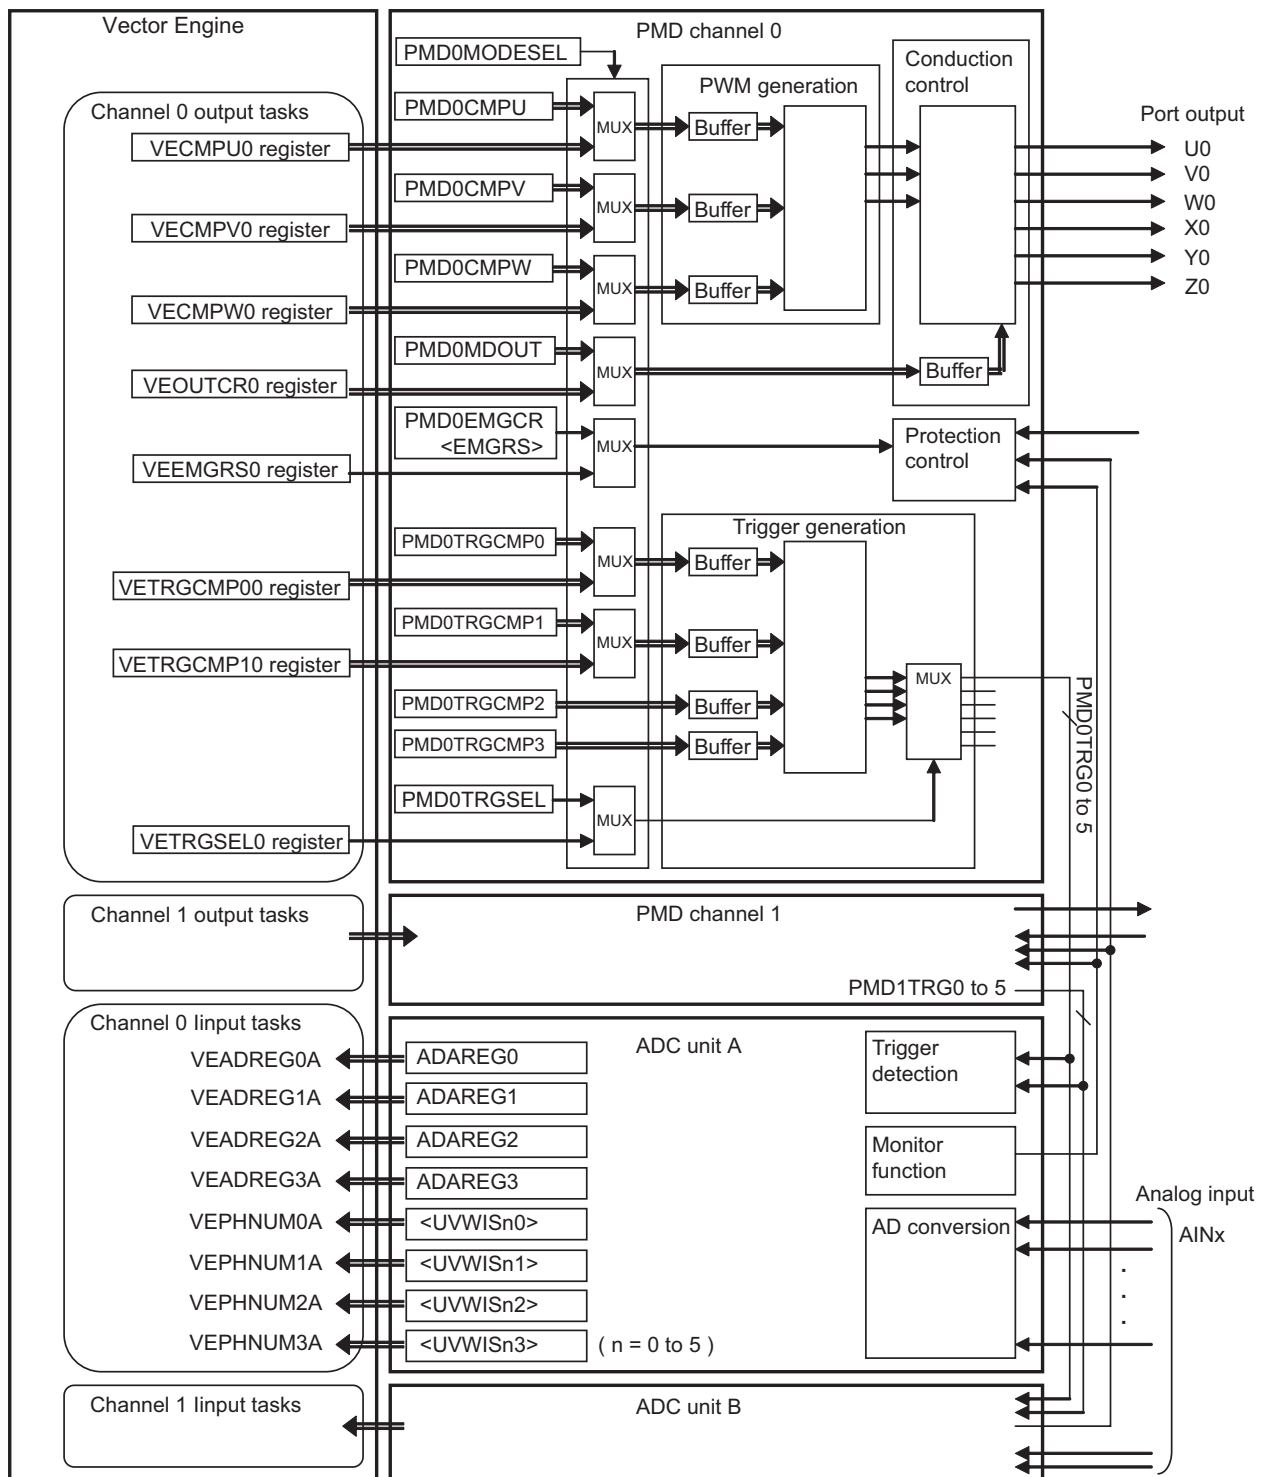 Vector Engine
Channel 0 output tasks
VECMPU0 register
VECMPV0 register
VECMPW0 register
VEOUTCR0 register
VEEMGRS0 register
VETRGCMP00 register
VETRGCMP10 register
VETRGSEL0 register
Channel 1 output tasks
Channel 0 Iinput tasks
VEADREG0A
VEADREG1A
VEADREG2A
VEADREG3A
VEPHNUM0A
VEPHNUM1A
VEPHNUM2A
VEPHNUM3A
Channel 1 Iinput tasks
PMD channel 0
PMD0MODESEL
PMD0CMPU
MUX
PMD0CMPV
MUX
PMD0CMPW
MUX
PMD0MDOUT
MUX
PMD0EMGCR
<EMGRS>
MUX
PMD0TRGCMP0
MUX
PMD0TRGCMP1
MUX
PMD0TRGCMP2
PMD0TRGCMP3
PMD0TRGSEL
MUX
PWM generation
Buffer
Buffer
Buffer
Conduction
control
Buffer
Protection
control
Trigger generation
Buffer
Buffer
Buffer
Buffer
MUX
Port output
U0
V0
W0
X0
Y0
Z0
PMD0TRG0 to 5
PMD channel 1
PMD1TRG0 to 5
ADC unit A
ADAREG0
ADAREG1
ADAREG2
ADAREG3
<UVWISn0>
<UVWISn1>
<UVWISn2>
<UVWISn3>
( n = 0 to 5 )
Trigger
detection
Monitor
function
AD conversion
Analog input
AINx
.
.
.
ADC unit B